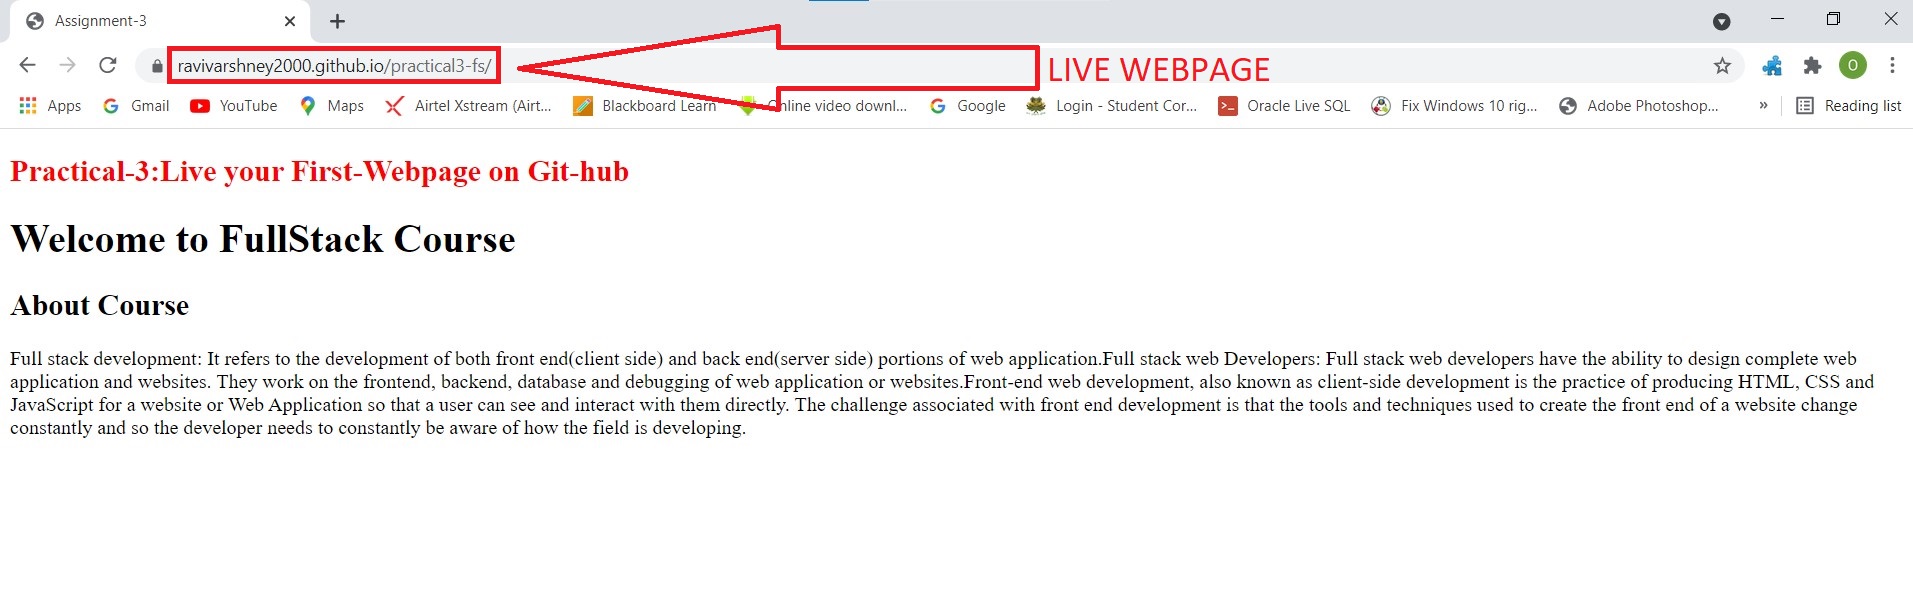 Assignment-3
ravivarshney2000.github.io/practical3-fs/
LIVE WEBPAGE
O
Apps Gmail YouTube Maps Airtel Xstream (Airt... Blackboard Learn Online video downl... Google Login - Student Cor... Oracle Live SQL Fix Windows 10 rig... Adobe Photoshop... » Reading list
Practical-3:Live your First-Webpage on Git-hub
Welcome to FullStack Course
About Course
Full stack development: It refers to the development of both front end(client side) and back end(server side) portions of web application.Full stack web Developers: Full stack web developers have the ability to design complete web
application and websites. They work on the frontend, backend, database and debugging of web application or websites.Front-end web development, also known as client-side development is the practice of producing HTML, CSS and
JavaScript for a website or Web Application so that a user can see and interact with them directly. The challenge associated with front end development is that the tools and techniques used to create the front end of a website change
constantly and so the developer needs to constantly be aware of how the field is developing.